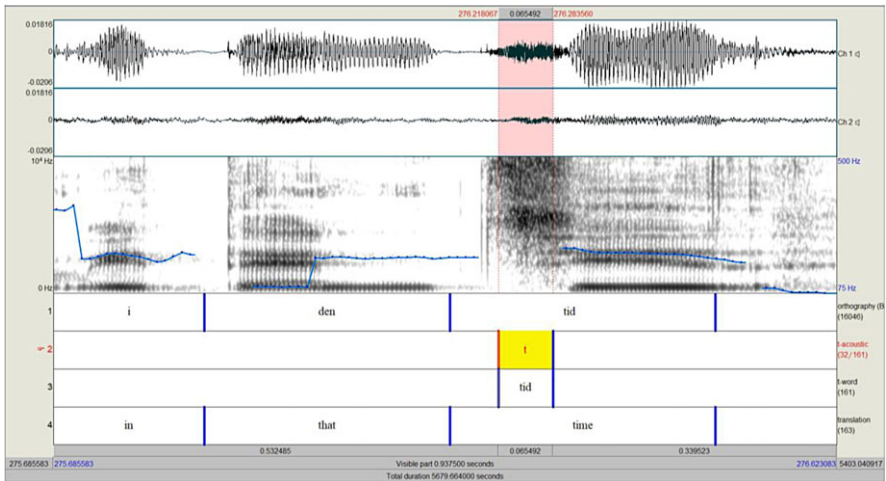 276.218067 0.065492 276.283560
0.01816
0
-0.0206
Ch 1
0.01816
0
-0.0206
Ch 2
10⁴ Hz 500 Hz
0 Hz 75 Hz
1 i den tid orthography (B (16046)
2 t t-acoustic (32/161)
3 tid t-word (161)
4 in that time translation (163)
0.532485 0.065492 0.339523
275.685583 275.685583 Visible part 0.937500 seconds 276.623083 5403.040917
Total duration 5679.664000 seconds